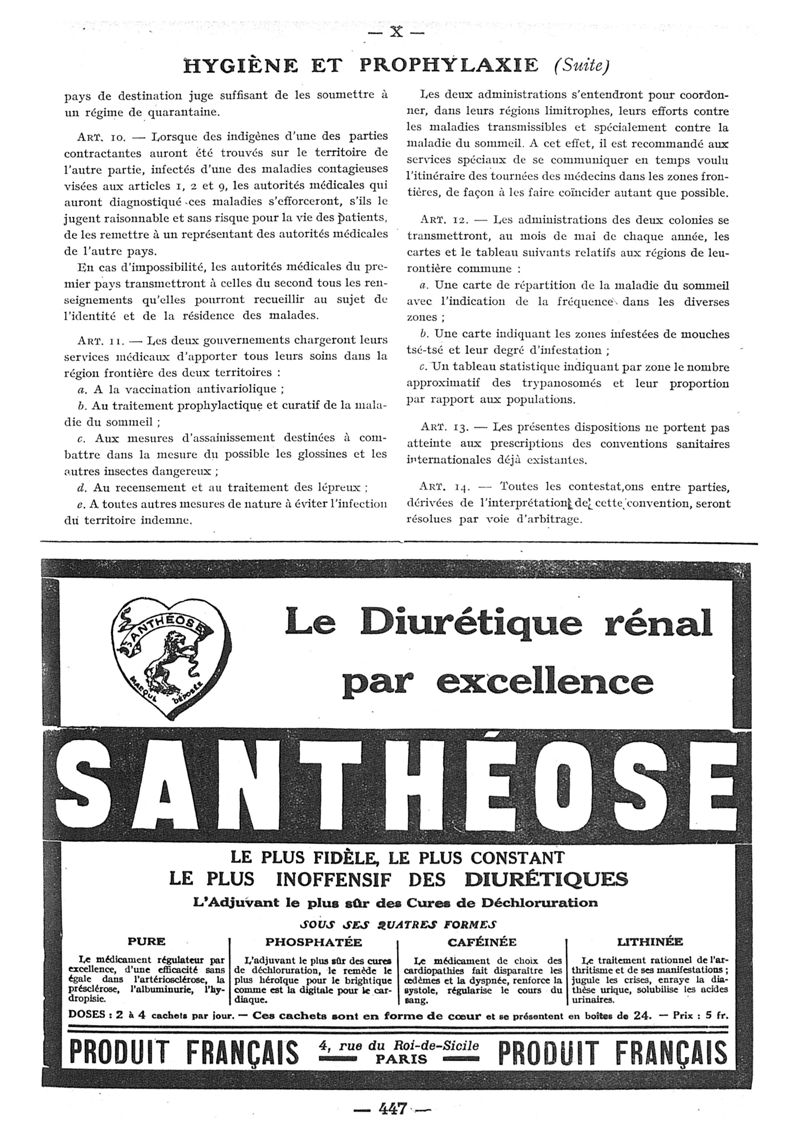 — X —
HYGIÈNE ET PROPHYLAXIE (Suite)
pays de destination juge suffisant de les soumettre à
un régime de quarantaine.
ART. 10. — Lorsque des indigènes d'une des parties
contractantes auront été trouvés sur le territoire de
l'autre partie, infectés d'une des maladies contagieuses
visées aux articles 1, 2 et 9, les autorités médicales qui
auront diagnostiqué ces maladies s'efforceront, s'ils le
jugent raisonnable et sans risque pour la vie des patients,
de les remettre à un représentant des autorités médicales
de l'autre pays.
En cas d'impossibilité, les autorités médicales du pre-
mier pays transmettront à celles du second tous les ren-
seignements qu'elles pourront recueillir au sujet de
l'identité et de la résidence des malades.
ART. 11. — Les deux gouvernements chargeront leurs
services médicaux d'apporter tous leurs soins dans la
région frontière des deux territoires :
a. A la vaccination antivariolique ;
b. Au traitement prophylactique et curatif de la mala-
die du sommeil ;
c. Aux mesures d'assainissement destinées à com-
battre dans la mesure du possible les glossines et les
autres insectes dangereux ;
d. Au recensement et au traitement des lépreux ;
e. A toutes autres mesures de nature à éviter l'infection
du territoire indemne.
Les deux administrations s'entendront pour coordon-
ner, dans leurs régions limitrophes, leurs efforts contre
les maladies transmissibles et spécialement contre la
maladie du sommeil. A cet effet, il est recommandé aux
services spéciaux de se communiquer en temps voulu
l'itinéraire des tournées des médecins dans les zones fron-
tières, de façon à les faire coïncider autant que possible.
ART. 12. — Les administrations des deux colonies se
transmettront, au mois de mai de chaque année, les
cartes et le tableau suivants relatifs aux régions de leu-
rontière commune :
a. Une carte de répartition de la maladie du sommeil
avec l'indication de la fréquence dans les diverses
zones ;
b. Une carte indiquant les zones infestées de mouches
tsé-tsé et leur degré d'infestation ;
c. Un tableau statistique indiquant par zone le nombre
approximatif des trypanosomés et leur proportion
par rapport aux populations.
ART. 13. — Les présentes dispositions ne portent pas
atteinte aux prescriptions des conventions sanitaires
internationales déjà existantes.
ART. 14. — Toutes les contestat,ons entre parties,
dérivées de l'interprétation de cette convention, seront
résolues par voie d'arbitrage.
SANTHÉOSE
MARQUE DÉPOSÉE
Le Diurétique rénal
par excellence
SANTHÉOSE
LE PLUS FIDÈLE, LE PLUS CONSTANT
LE PLUS INOFFENSIF DES DIURÉTIQUES
L'Adjuvant le plus sûr des Cures de Déchloruration
SOUS SES QUATRES FORMES
PURE
Le médicament régulateur par
excellence, d'une efficacité sans
égale dans l'artériosclérose, la
présclérose, l'albuminurie, l'hy-
dropisie.
PHOSPHATÉE
L'adjuvant le plus sûr des cures
de déchloruration, le remède le
plus héroïque pour le brightique
comme est la digitale pour le car-
diaque.
CAFÉINÉE
Le médicament de choix des
cardiopathies fait disparaître les
œdèmes et la dyspnée, renforce la
systole, régularise le cours du
sang.
LITHINÉE
Le traitement rationnel de l'ar-
thritisme et de ses manifestations ;
jugule les crises, enraye la dia-
thèse urique, solubilise les acides
urinaires.
DOSES : 2 à 4 cachets par jour. — Ces cachets sont en forme de cœur et se présentent en boîtes de 24. — Prix : 5 fr.
PRODUIT FRANÇAIS
4, rue du Roi-de-Sicile
PARIS
PRODUIT FRANÇAIS
— 447 —